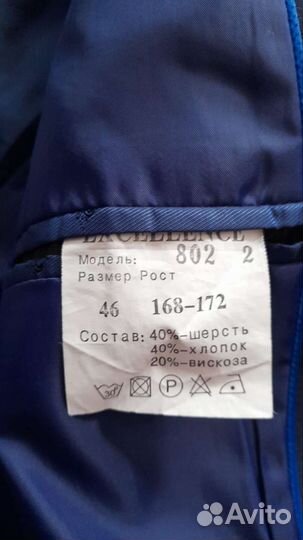 EXCELLENCE
Модель: 802 2
Размер Рост
46 168-172
Состав: 40%-шерсть
40%-хлопок
20%-вискоза
30°
P
Avito